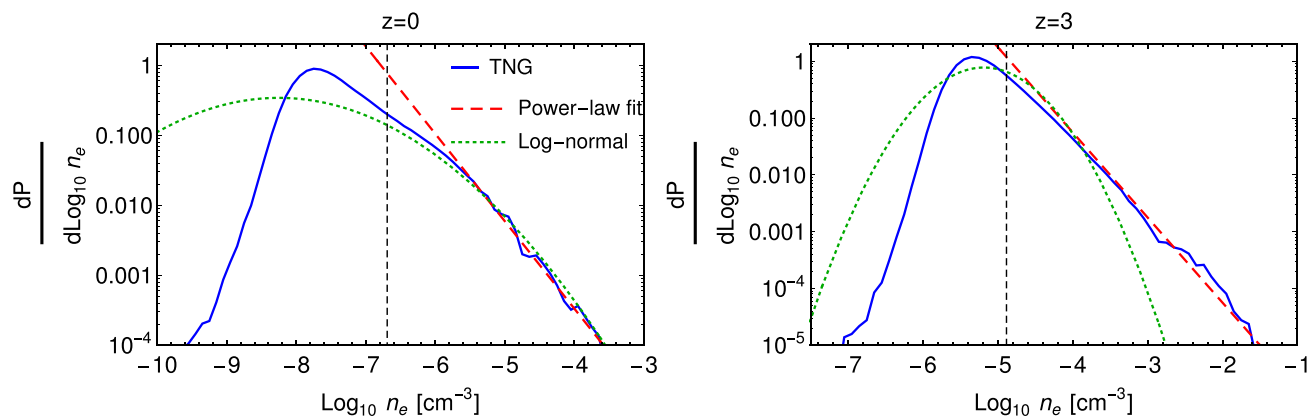 z=0
dP
dLog₁₀ nₑ
1
0.100
0.010
0.001
10⁻⁴
−10 −9 −8 −7 −6 −5 −4 −3
Log₁₀ nₑ [cm⁻³]
TNG
Power−law fit
Log−normal
z=3
dP
dLog₁₀ nₑ
1
0.100
0.010
0.001
10⁻⁴
10⁻⁵
−7 −6 −5 −4 −3 −2 −1
Log₁₀ nₑ [cm⁻³]